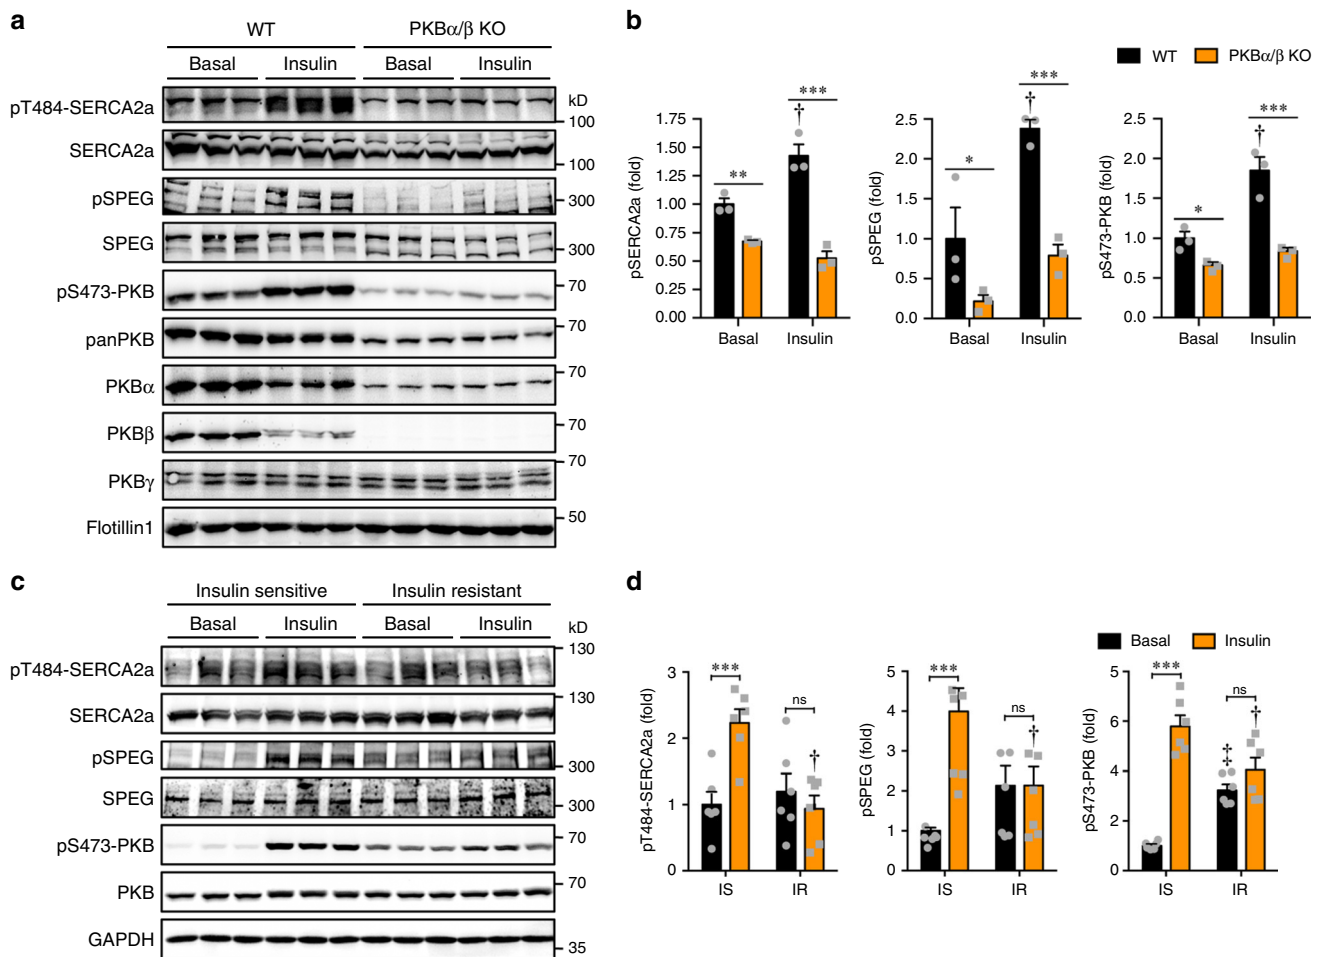 a
WT PKBα/β KO
Basal Insulin Basal Insulin
kD
pT484-SERCA2a
100
SERCA2a
100
pSPEG
300
SPEG
300
pS473-PKB
70
panPKB
70
PKBα
70
PKBβ
70
PKBγ
70
Flotillin1
50
b
WT PKBα/β KO
pSERCA2a (fold)
1.75
1.50
1.25
1.00
0.75
0.50
0.25
0.00
**
***
†
Basal Insulin
pSPEG (fold)
2.5
2.0
1.5
1.0
0.5
0.0
*
***
†
Basal Insulin
pS473-PKB (fold)
2.5
2.0
1.5
1.0
0.5
0.0
*
***
†
Basal Insulin
c
Insulin sensitive Insulin resistant
Basal Insulin Basal Insulin
kD
pT484-SERCA2a
130
SERCA2a
130
pSPEG
300
SPEG
300
pS473-PKB
70
PKB
70
GAPDH
35
d
Basal Insulin
pT484-SERCA2a (fold)
3
2
1
0
***
ns
†
IS IR
pSPEG (fold)
5
4
3
2
1
0
***
ns
†
IS IR
pS473-PKB (fold)
5
6
4
2
0
***
ns
‡
†
IS IR